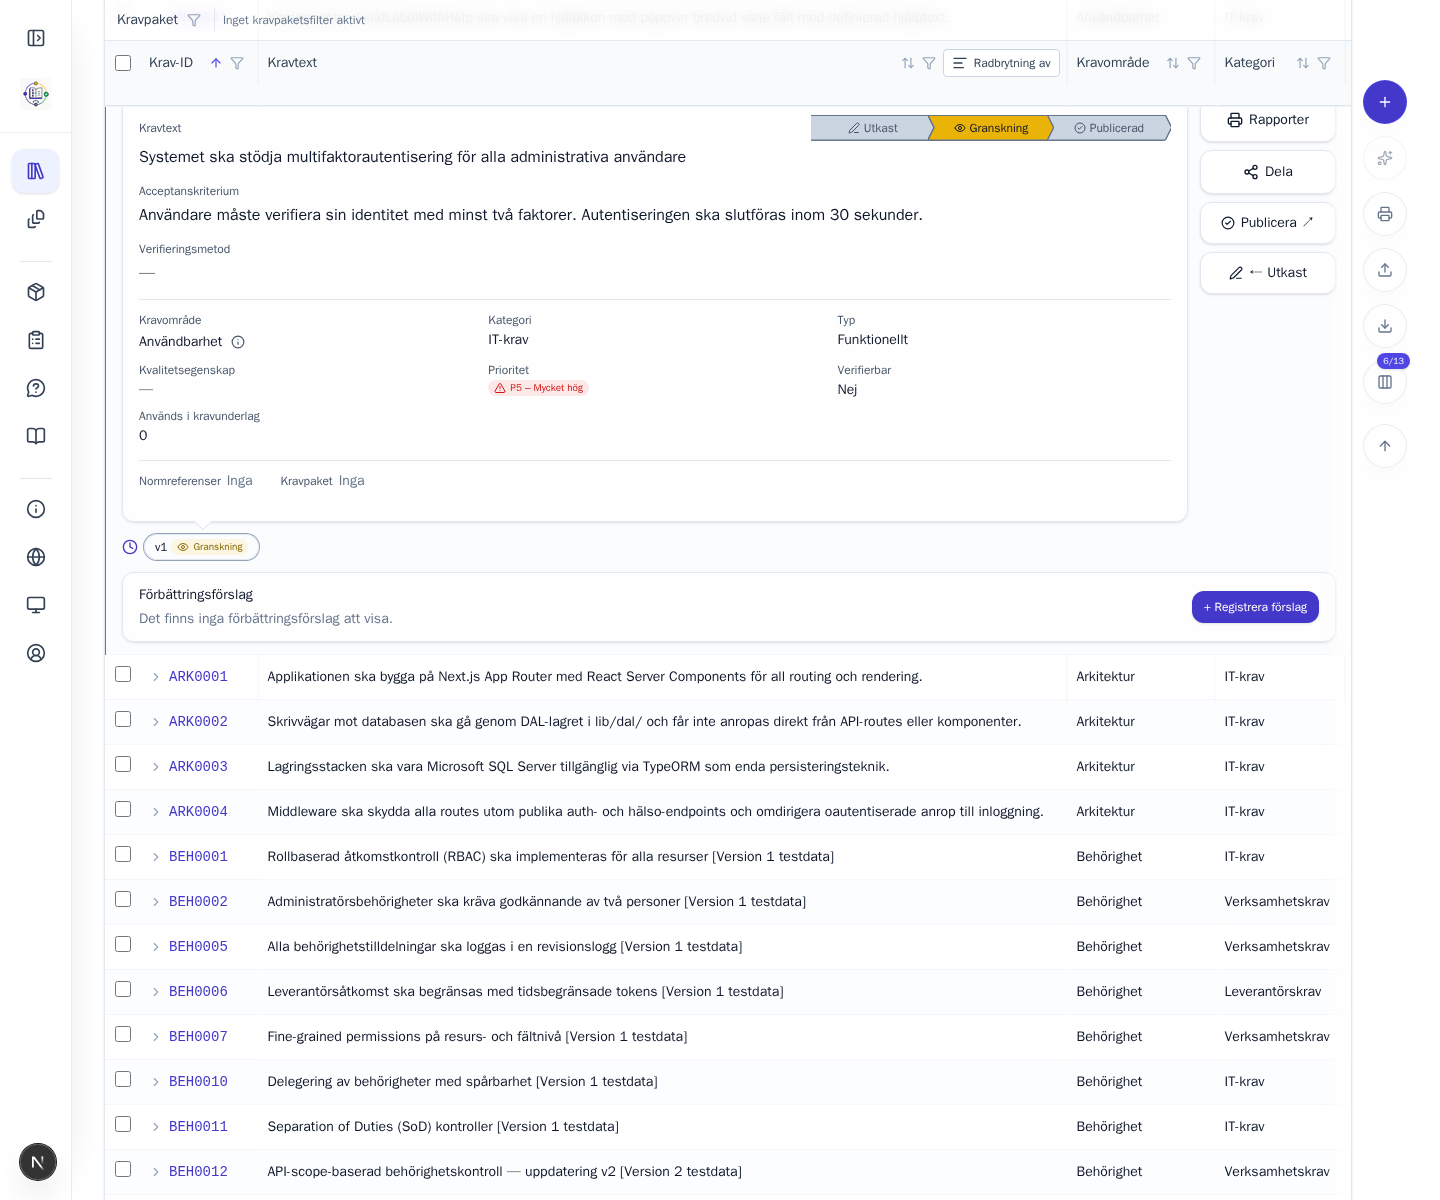 Kravpaket Inget kravpaketsfilter aktivt
Krav-ID Kravtext Radbrytning av Kravområde Kategori
Kravtext
Utkast Granskning Publicerad
Systemet ska stödja multifaktorautentisering för alla administrativa användare
Acceptanskriterium
Användare måste verifiera sin identitet med minst två faktorer. Autentiseringen ska slutföras inom 30 sekunder.
Verifieringsmetod
—
Kravområde Kategori Typ
Användbarhet IT-krav Funktionellt
Kvalitetsegenskap Prioritet Verifierbar
— P5 – Mycket hög Nej
Används i kravunderlag
0
Normreferenser Inga Kravpaket Inga
Rapporter
Dela
Publicera ↗
← Utkast
6/13
v1 Granskning
Förbättringsförslag
Det finns inga förbättringsförslag att visa.
+ Registrera förslag
ARK0001 Applikationen ska bygga på Next.js App Router med React Server Components för all routing och rendering. Arkitektur IT-krav
ARK0002 Skrivvägar mot databasen ska gå genom DAL-lagret i lib/dal/ och får inte anropas direkt från API-routes eller komponenter. Arkitektur IT-krav
ARK0003 Lagringsstacken ska vara Microsoft SQL Server tillgänglig via TypeORM som enda persisteringsteknik. Arkitektur IT-krav
ARK0004 Middleware ska skydda alla routes utom publika auth- och hälso-endpoints och omdirigera oautentiserade anrop till inloggning. Arkitektur IT-krav
BEH0001 Rollbaserad åtkomstkontroll (RBAC) ska implementeras för alla resurser [Version 1 testdata] Behörighet IT-krav
BEH0002 Administratörsbehörigheter ska kräva godkännande av två personer [Version 1 testdata] Behörighet Verksamhetskrav
BEH0005 Alla behörighetstilldelningar ska loggas i en revisionslogg [Version 1 testdata] Behörighet Verksamhetskrav
BEH0006 Leverantörsåtkomst ska begränsas med tidsbegränsade tokens [Version 1 testdata] Behörighet Leverantörskrav
BEH0007 Fine-grained permissions på resurs- och fältnivå [Version 1 testdata] Behörighet Verksamhetskrav
BEH0010 Delegering av behörigheter med spårbarhet [Version 1 testdata] Behörighet IT-krav
BEH0011 Separation of Duties (SoD) kontroller [Version 1 testdata] Behörighet IT-krav
BEH0012 API-scope-baserad behörighetskontroll — uppdatering v2 [Version 2 testdata] Behörighet Verksamhetskrav
N